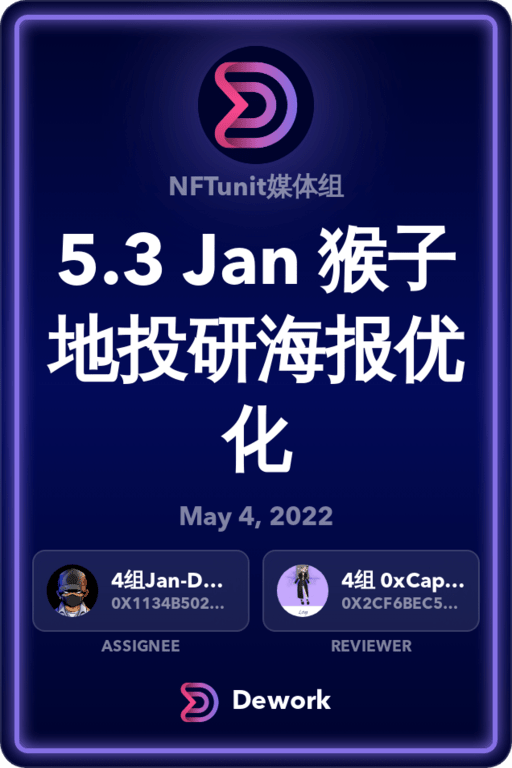 NFTunit媒体组
5.3 Jan 猴子
地投研海报优
化
May 4, 2022
4组Jan-D...
0X1134B502...
4组 0xCap...
0X2CF6BEC5...
ASSIGNEE
REVIEWER
Dework